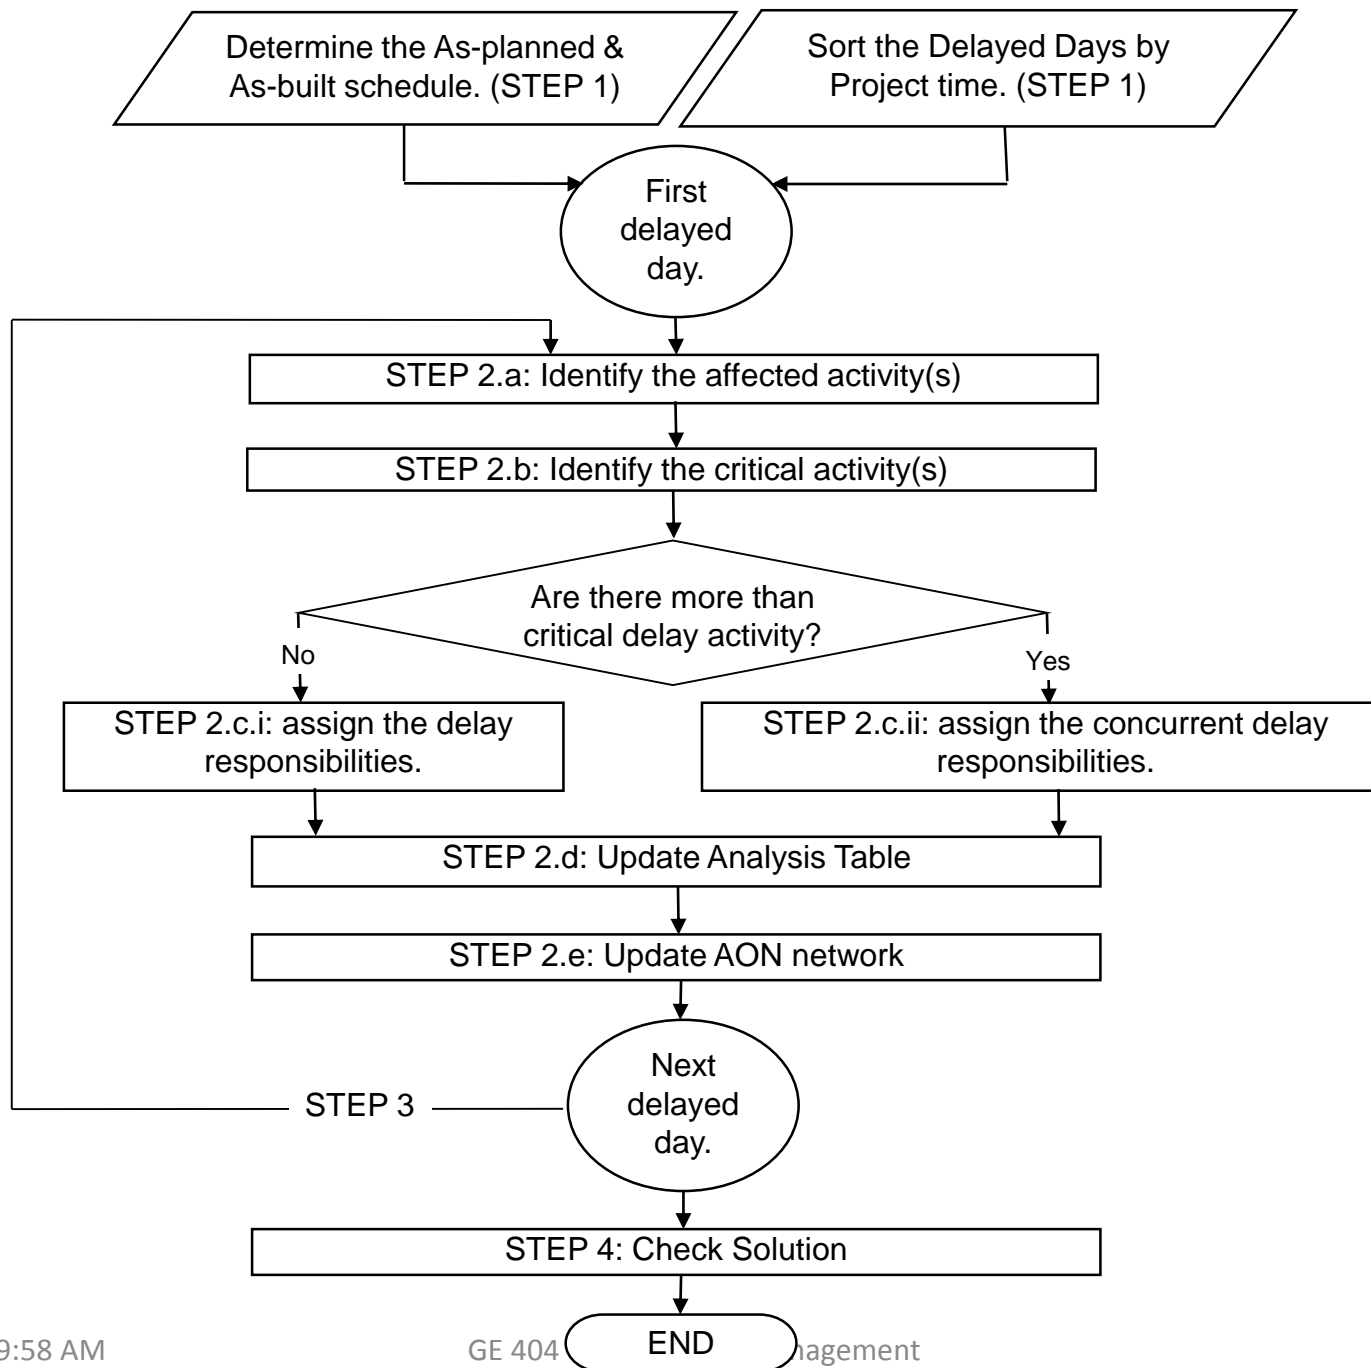 Determine the As-planned &
As-built schedule. (STEP 1)
Sort the Delayed Days by
Project time. (STEP 1)
First
delayed
day.
STEP 2.a: Identify the affected activity(s)
STEP 2.b: Identify the critical activity(s)
Are there more than
critical delay activity?
No
Yes
STEP 2.c.i: assign the delay
responsibilities.
STEP 2.c.ii: assign the concurrent delay
responsibilities.
STEP 2.d: Update Analysis Table
STEP 2.e: Update AON network
Next
delayed
day.
STEP 3
STEP 4: Check Solution
END
9:58 AM
GE 404